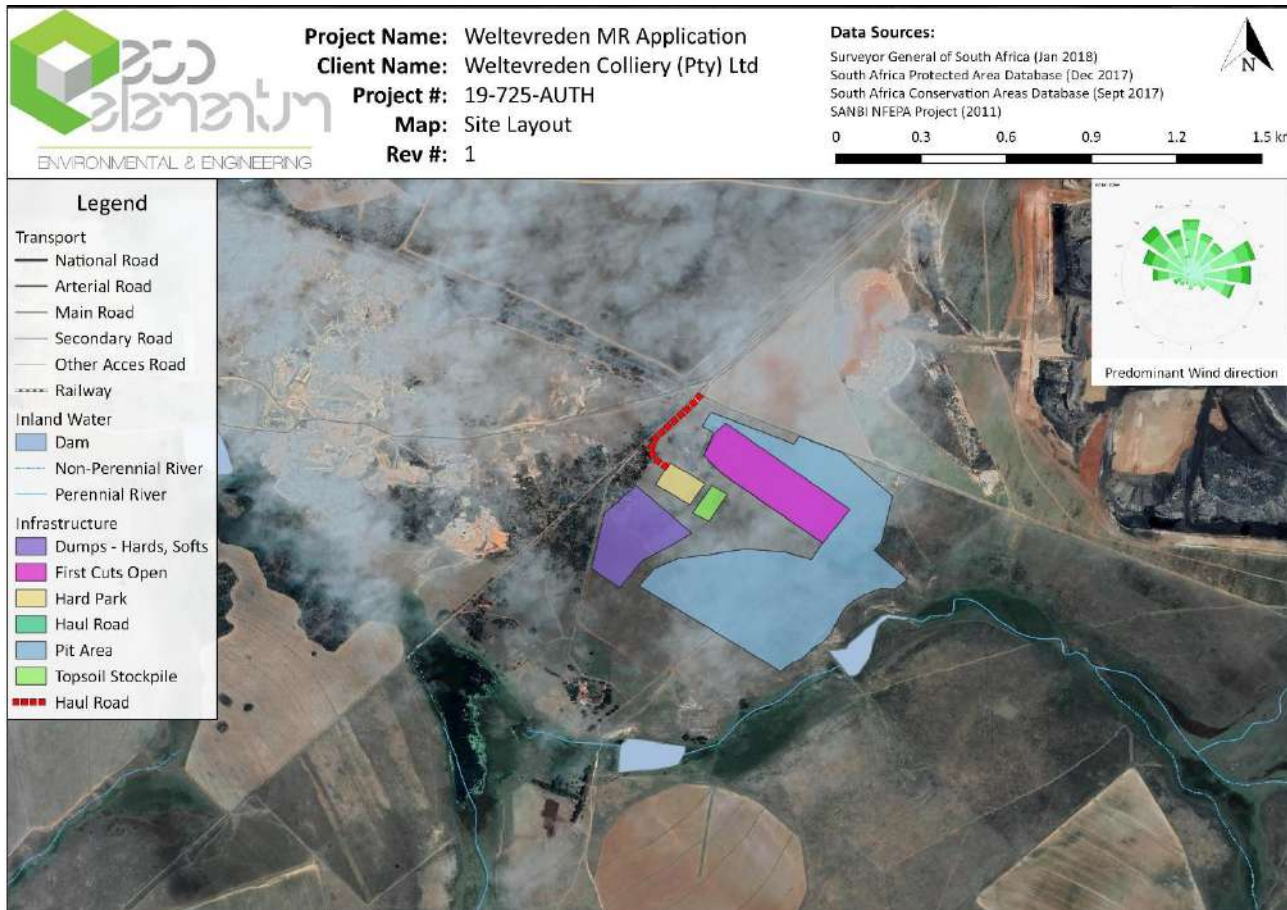 eco
elementum
ENVIRONMENTAL & ENGINEERING
Project Name: Weltevreden MR Application
Client Name: Weltevreden Colliery (Pty) Ltd
Project #: 19-725-AUTH
Map: Site Layout
Rev #: 1
Data Sources:
Surveyor General of South Africa (Jan 2018)
South Africa Protected Area Database (Dec 2017)
South Africa Conservation Areas Database (Sept 2017)
SANBI NFEPA Project (2011)
N
0 0.3 0.6 0.9 1.2 1.5 km
Legend
Transport
National Road
Arterial Road
Main Road
Secondary Road
Other Acces Road
Railway
Inland Water
Dam
Non-Perennial River
Perennial River
Infrastructure
Dumps - Hards, Softs
First Cuts Open
Hard Park
Haul Road
Pit Area
Topsoil Stockpile
Haul Road
Predominant Wind direction